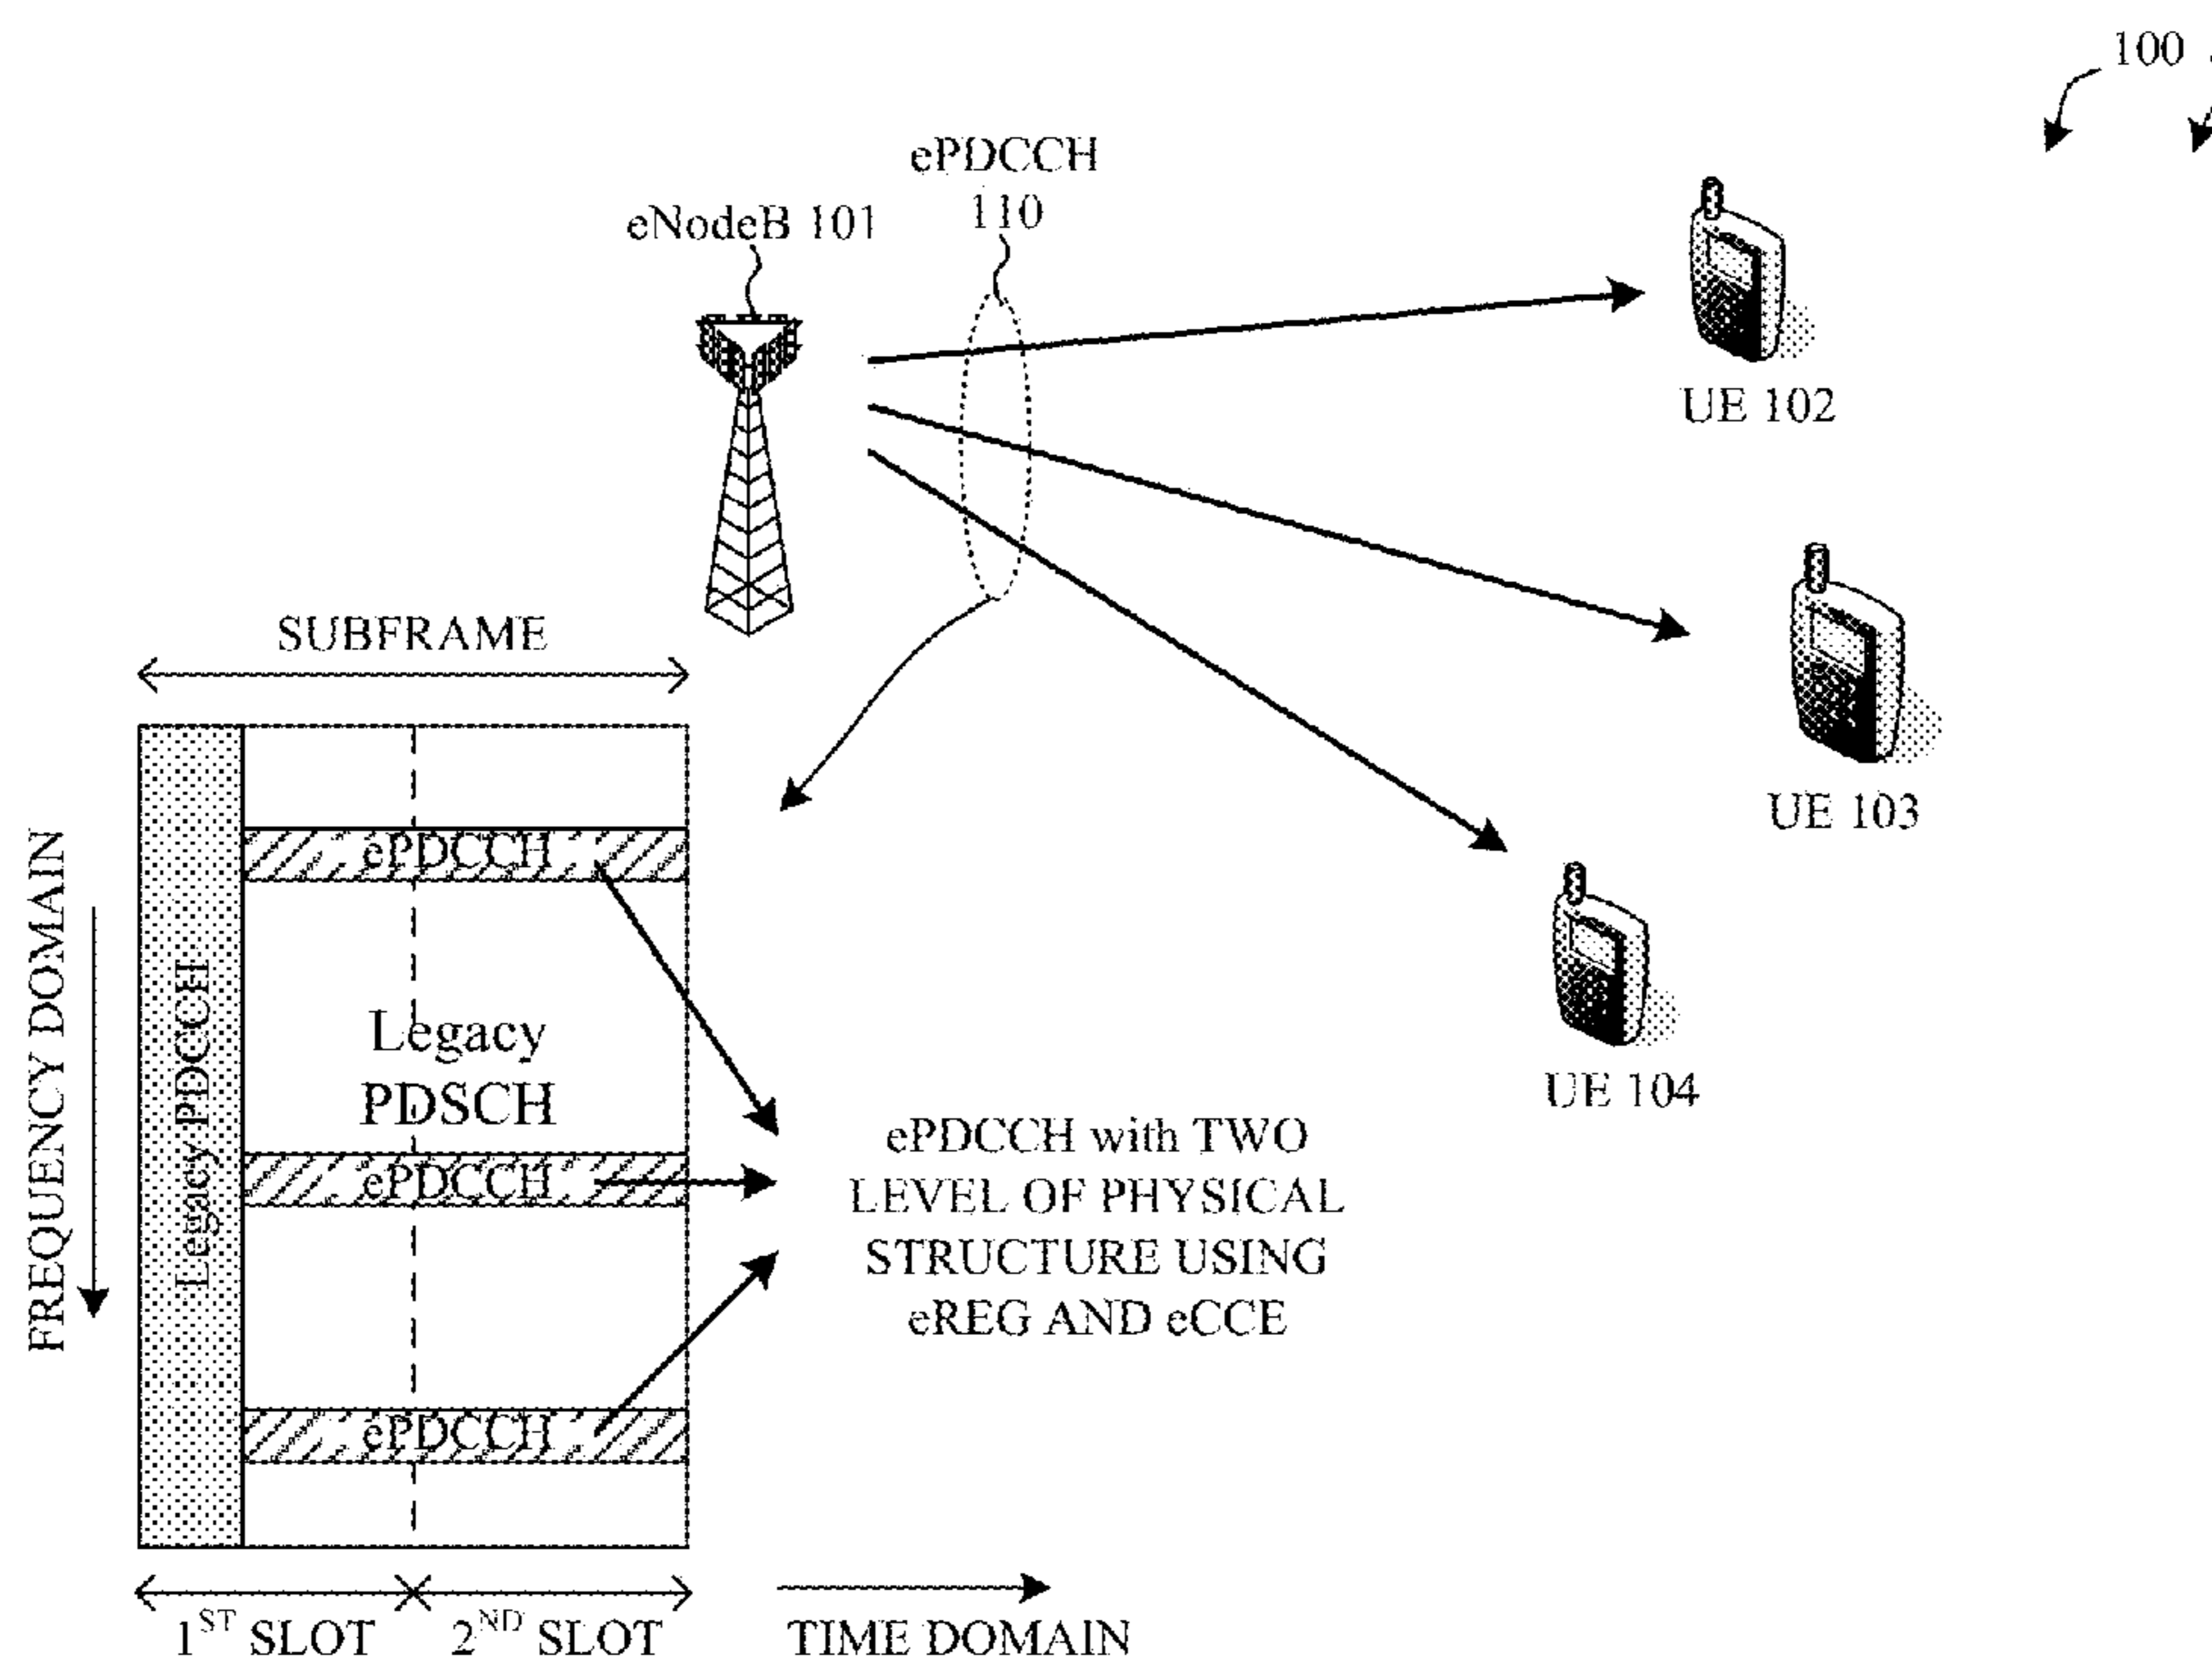 100
ePDCCH
110
eNodeB 101
UE 102
SUBFRAME
UE 103
ePDCCH
FREQUENCY DOMAIN
Legacy PDCCH
Legacy
PDSCH
UE 104
ePDCCH
ePDCCH with TWO
LEVEL OF PHYSICAL
STRUCTURE USING
eREG AND eCCE
ePDCCH
1ST SLOT
2ND SLOT
TIME DOMAIN